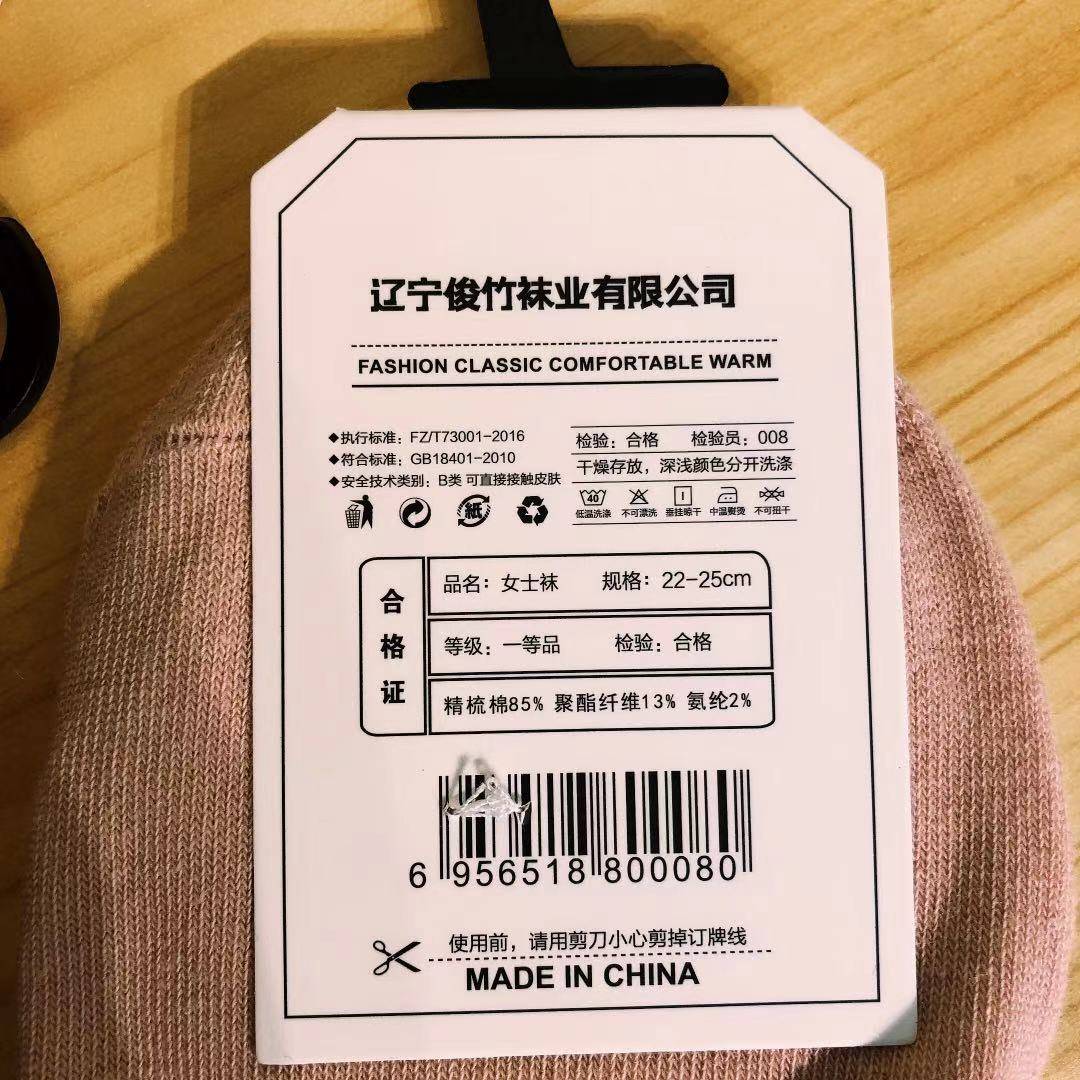 辽宁俊竹袜业有限公司
FASHION CLASSIC COMFORTABLE WARM
◆执行标准：FZ/T73001-2016
◆符合标准：GB18401-2010
◆安全技术类别：B类 可直接接触皮肤
紙
检验：合格 检验员：008
干燥存放，深浅颜色分开洗涤
40
低温洗涤 不可漂洗 垂挂晾干 中温熨烫 不可扭干
合格证
品名：女士袜 规格：22-25cm
等级：一等品 检验：合格
精梳棉85% 聚酯纤维13% 氨纶2%
6 956518 800080
使用前，请用剪刀小心剪掉订牌线
MADE IN CHINA